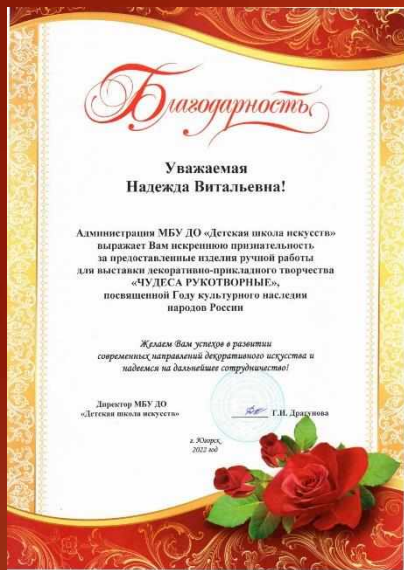 Благодарность
Уважаемая
Надежда Витальевна!
Администрация МБУ ДО «Детская школа искусств»
выражает Вам искреннюю признательность
за предоставленные изделия ручной работы
для выставки декоративно-прикладного творчества
«ЧУДЕСА РУКОТВОРНЫЕ»,
посвященной Году культурного наследия
народов России
Желаем Вам успехов в развитии
современных направлений декоративного искусства и
надеемся на дальнейшее сотрудничество!
Директор МБУ ДО
«Детская школа искусств»
Г.И. Драгунова
г. Югорск,
2022 год